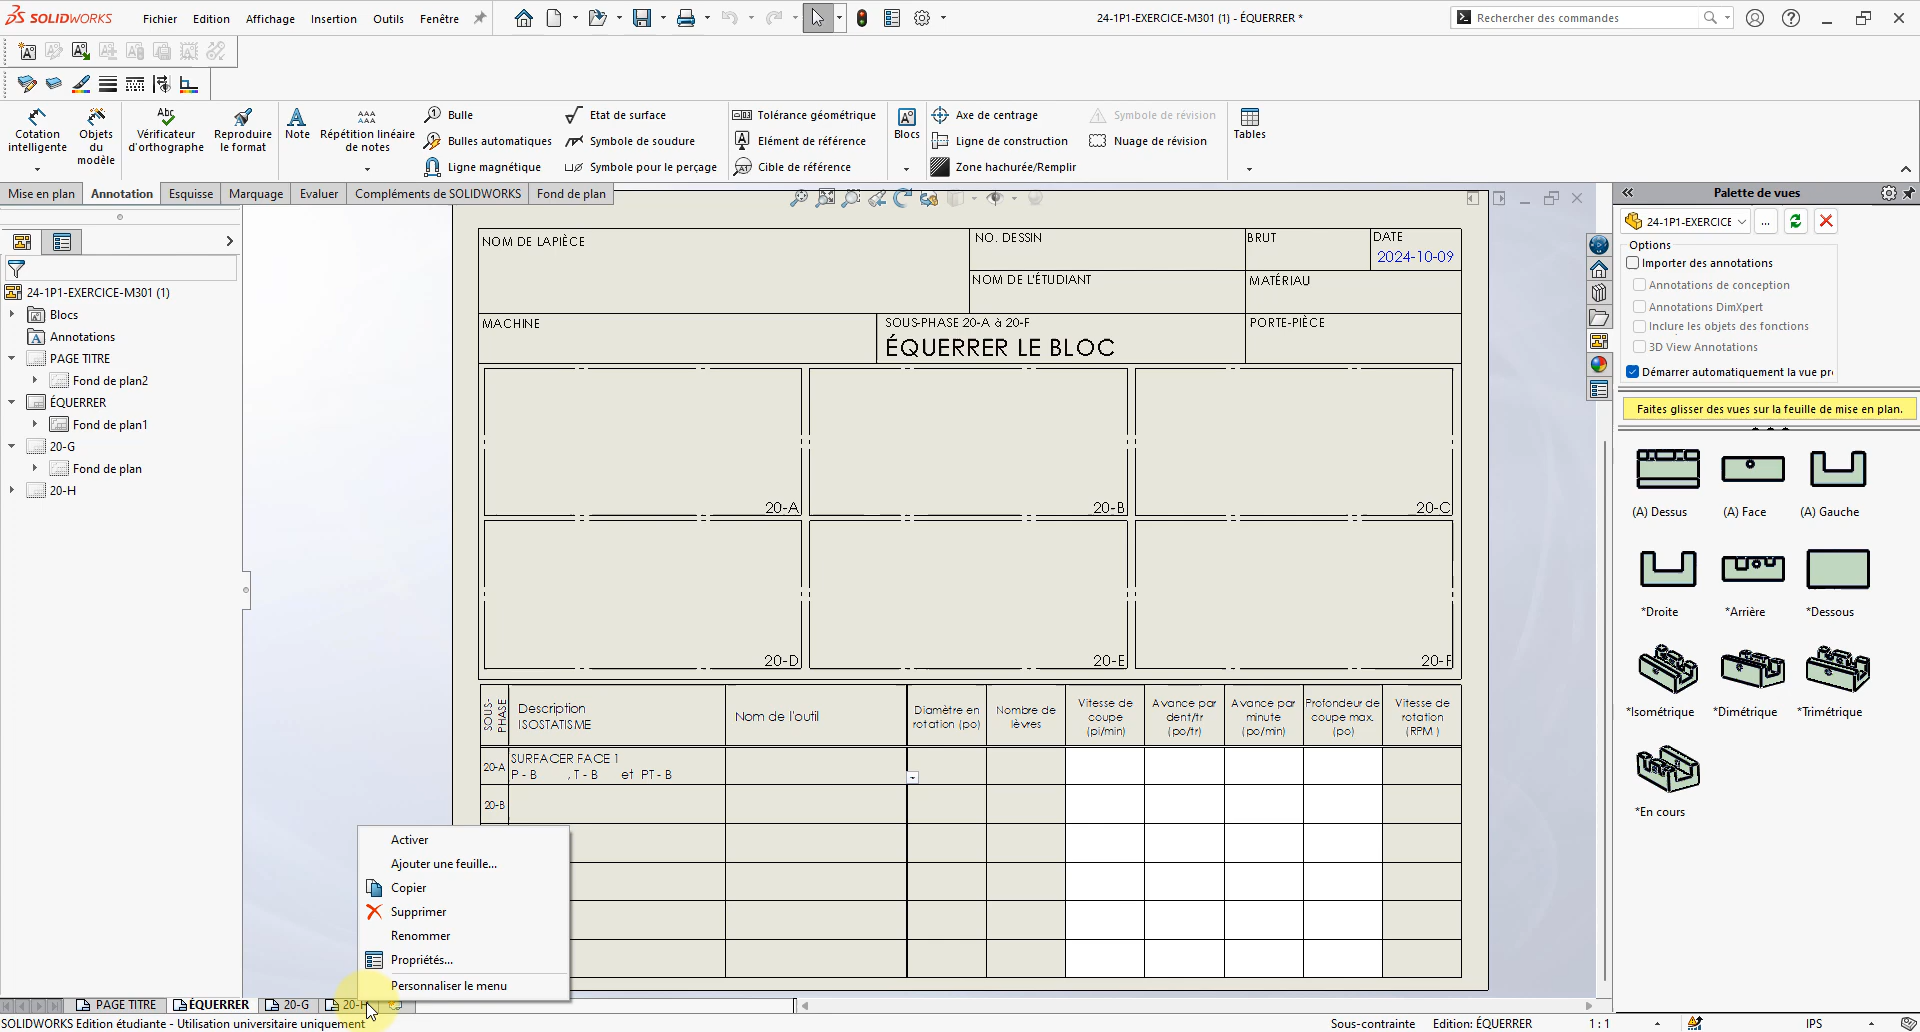 SOLIDWORKS
Fichier
Edition
Affichage
Insertion
Outils
Fenêtre
24-1P1-EXERCICE-M301 (1) - ÉQUERRER *
Rechercher des commandes
Cotation intelligente
Objets du modèle
Vérificateur d'orthographe
Reproduire le format
Note
Répétition linéaire de notes
Bulle
Bulles automatiques
Ligne magnétique
Etat de surface
Symbole de soudure
Symbole pour le perçage
Tolérance géométrique
Elément de référence
Cible de référence
Blocs
Axe de centrage
Ligne de construction
Zone hachurée/Remplir
Symbole de révision
Nuage de révision
Tables
Mise en plan
Annotation
Esquisse
Marquage
Evaluer
Compléments de SOLIDWORKS
Fond de plan
24-1P1-EXERCICE-M301 (1)
Blocs
Annotations
PAGE TITRE
Fond de plan2
ÉQUERRER
Fond de plan1
20-G
Fond de plan
20-H
NOM DE LAPIÈCE
NO. DESSIN
BRUT
DATE
2024-10-09
NOM DE L'ÉTUDIANT
MATÉRIAU
MACHINE
SOUS-PHASE 20-A à 20-F
ÉQUERRER LE BLOC
PORTE-PIÈCE
20-A
20-B
20-C
20-D
20-E
20-F
SOUS-PHASE
Description
ISOSTATISME
Nom de l'outil
Diamètre en rotation (po)
Nombre de lèvres
Vitesse de coupe (pi/min)
Avance par dent/tr (po/tr)
Avance par minute (po/min)
Profondeur de coupe max. (po)
Vitesse de rotation (RPM )
20-A
SURFACER FACE 1
P - B , T - B et PT - B
20-B
Activer
Ajouter une feuille...
Copier
Supprimer
Renommer
Propriétés...
Personnaliser le menu
PAGE TITRE
ÉQUERRER
20-G
SOLIDWORKS Edition étudiante - Utilisation universitaire uniquement
Sous-contrainte
Edition: ÉQUERRER
1 : 1
IPS
Palette de vues
24-1P1-EXERCICE
...
Options
Importer des annotations
Annotations de conception
Annotations DimXpert
Inclure les objets des fonctions
3D View Annotations
Démarrer automatiquement la vue pr
Faites glisser des vues sur la feuille de mise en plan.
(A) Dessus
(A) Face
(A) Gauche
*Droite
*Arrière
*Dessous
*Isométrique
*Dimétrique
*Trimétrique
*En cours